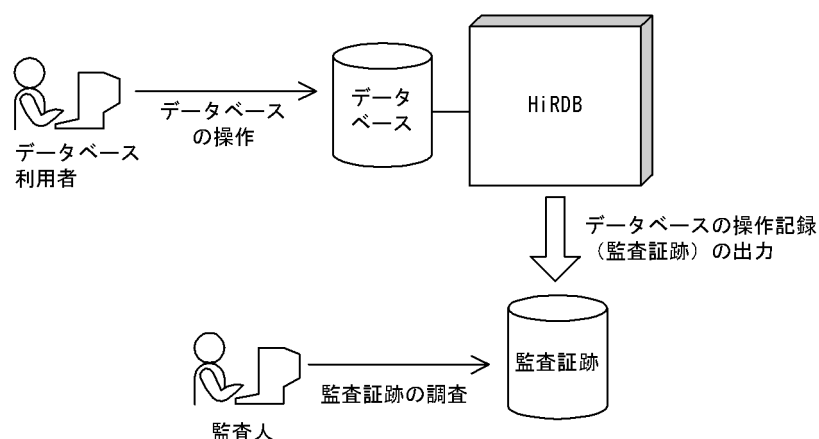 データベース
の操作
データ
ベース
HiRDB
データベース
利用者
データベースの操作記録
（監査証跡）の出力
監査証跡
監査証跡の調査
監査人